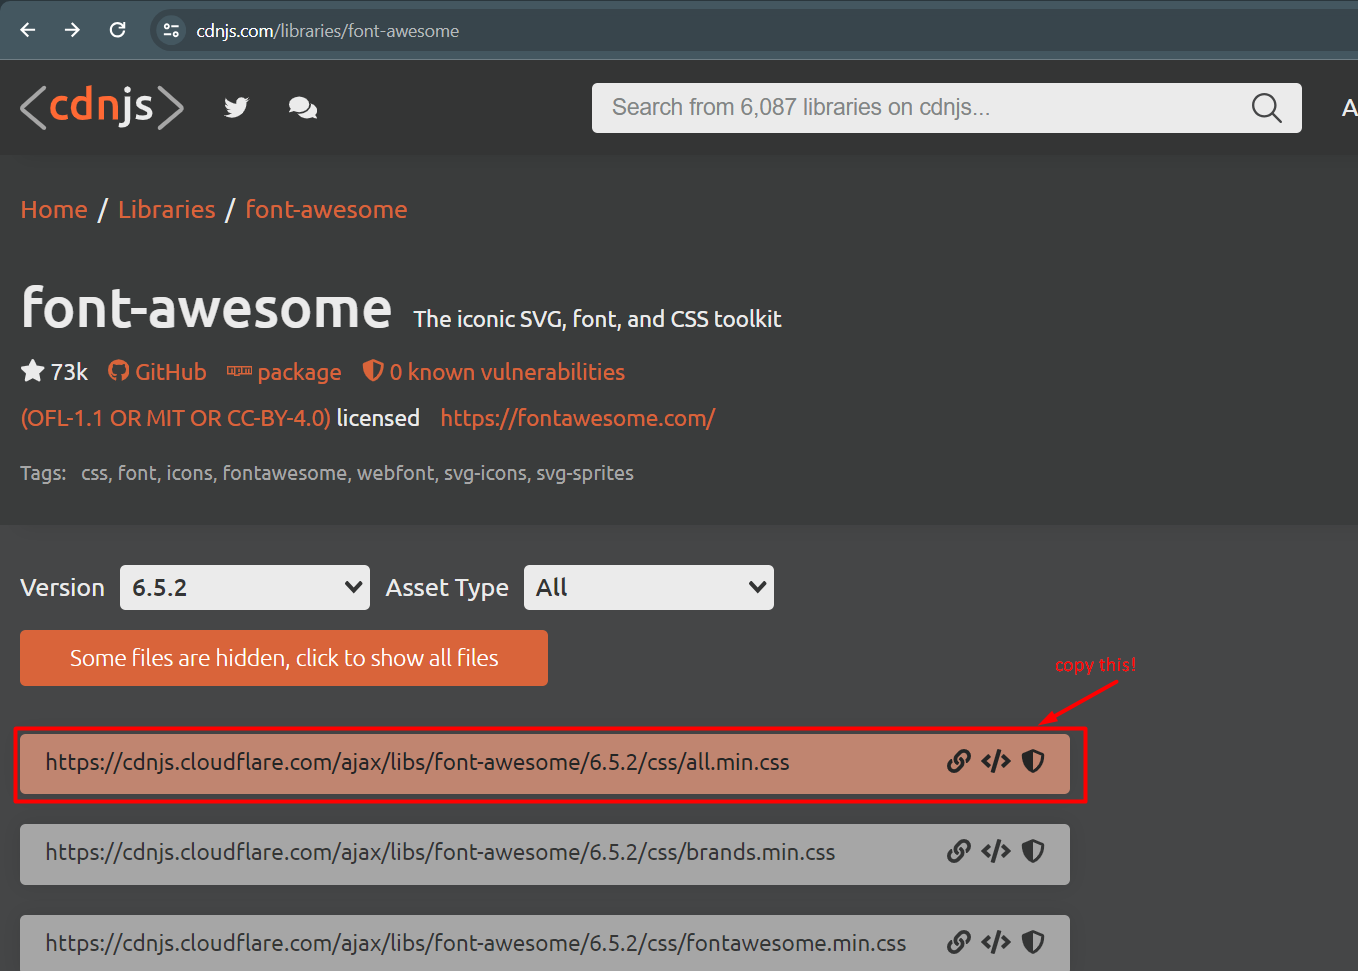 cdnjs.com/libraries/font-awesome
<cdnjs>
Search from 6,087 libraries on cdnjs...
A
Home / Libraries / font-awesome
font-awesome The iconic SVG, font, and CSS toolkit
73k GitHub npm package 0 known vulnerabilities
(OFL-1.1 OR MIT OR CC-BY-4.0) licensed https://fontawesome.com/
Tags: css, font, icons, fontawesome, webfont, svg-icons, svg-sprites
Version 6.5.2 Asset Type All
Some files are hidden, click to show all files
copy this!
https://cdnjs.cloudflare.com/ajax/libs/font-awesome/6.5.2/css/all.min.css
https://cdnjs.cloudflare.com/ajax/libs/font-awesome/6.5.2/css/brands.min.css
https://cdnjs.cloudflare.com/ajax/libs/font-awesome/6.5.2/css/fontawesome.min.css